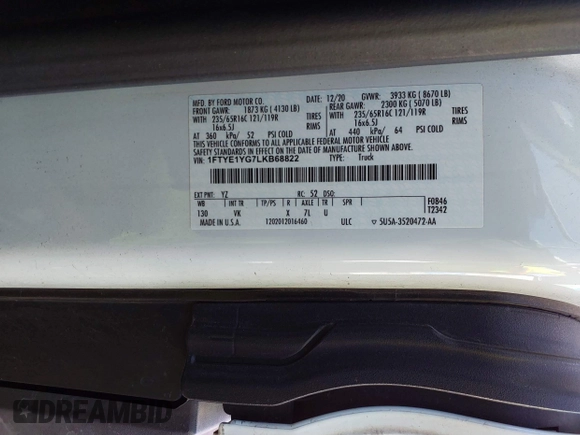 MFD. BY FORD MOTOR CO.
12/20
GVWR: 3933 KG ( 8670 LB)
FRONT GAWR: 1873 KG ( 4130 LB)
REAR GAWR: 2300 KG ( 5070 LB)
235/65R16C 121/119R TIRES
235/65R16C 121/119R TIRES
16x6.5J RIMS
16x6.5J RIMS
AT 360 kPa/ 52 PSI COLD
AT 440 kPa/ 64 PSI COLD
THIS VEHICLE CONFORMS TO ALL APPLICABLE FEDERAL MOTOR VEHICLE
SAFETY STANDARDS IN EFFECT ON THE DATE OF MANUFACTURE SHOWN ABOVE.
VIN: 1FTYE1YG7LKB68822
TYPE: Truck
EXT PNT: YZ RC: 52 DSO:
WB INT TR TP/PS R AXLE TR SPR
F0846
T2342
130 VK X 7L U
MADE IN U.S.A. 1202012016460 ULC ▽ 5U5A-3520472-AA
DREAMBID